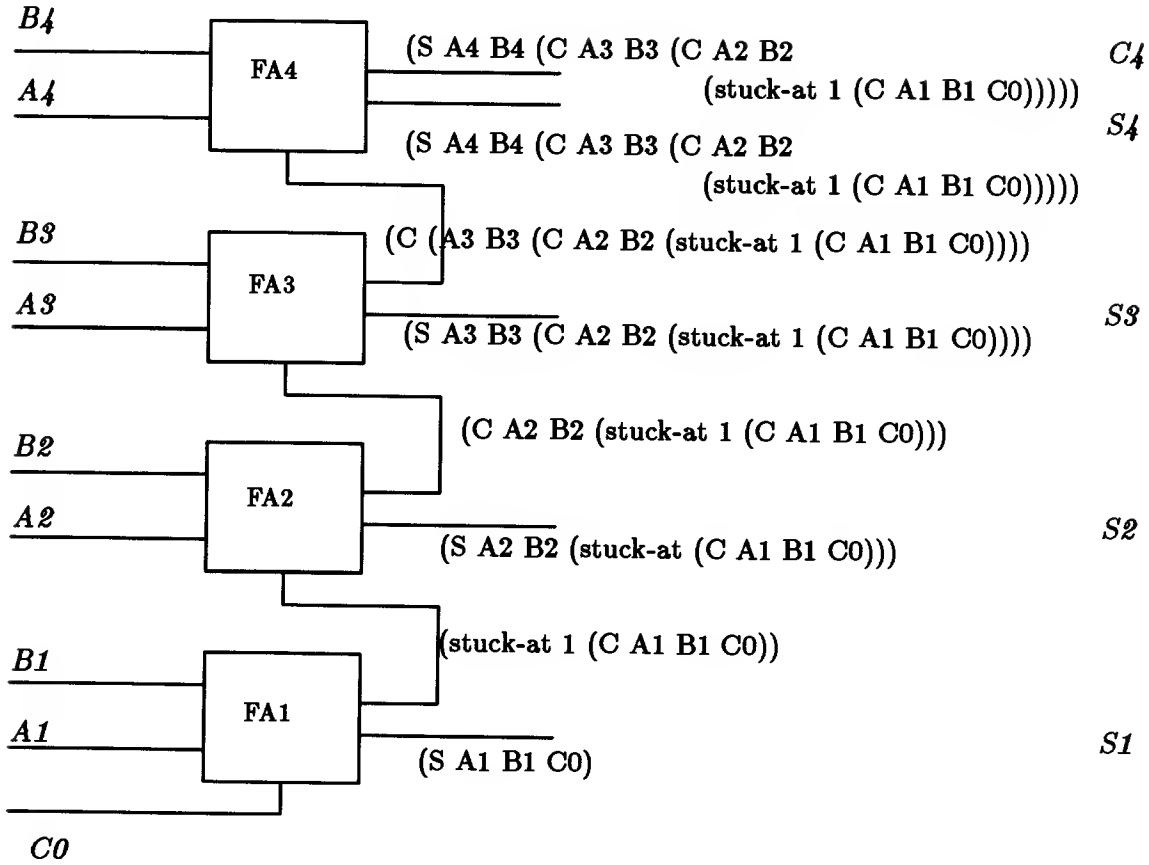 B4
FA4
(S A4 B4 (C A3 B3 (C A2 B2
C4
A4
(stuck-at 1 (C A1 B1 C0)))))
S4
(S A4 B4 (C A3 B3 (C A2 B2
(stuck-at 1 (C A1 B1 C0)))))
B3
(C (A3 B3 (C A2 B2 (stuck-at 1 (C A1 B1 C0))))
FA3
A3
S3
(S A3 B3 (C A2 B2 (stuck-at 1 (C A1 B1 C0))))
(C A2 B2 (stuck-at 1 (C A1 B1 C0)))
B2
FA2
A2
S2
(S A2 B2 (stuck-at (C A1 B1 C0)))
(stuck-at 1 (C A1 B1 C0))
B1
FA1
A1
S1
(S A1 B1 C0)
C0